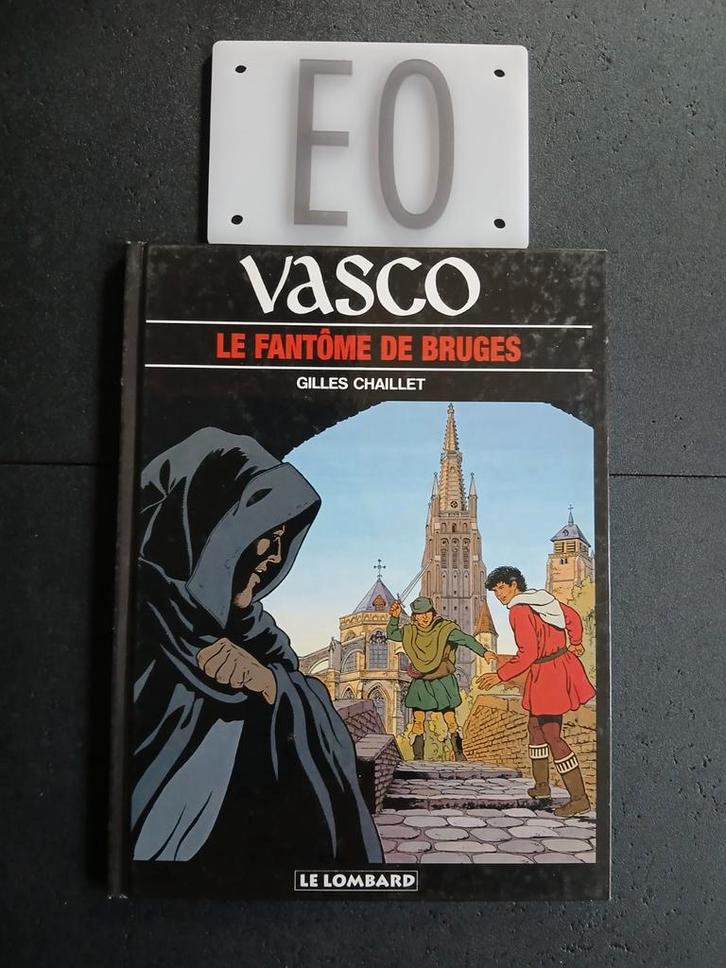 EO
VASCO
LE FANTÔME DE BRUGES
GILLES CHAILLET
LE LOMBARD